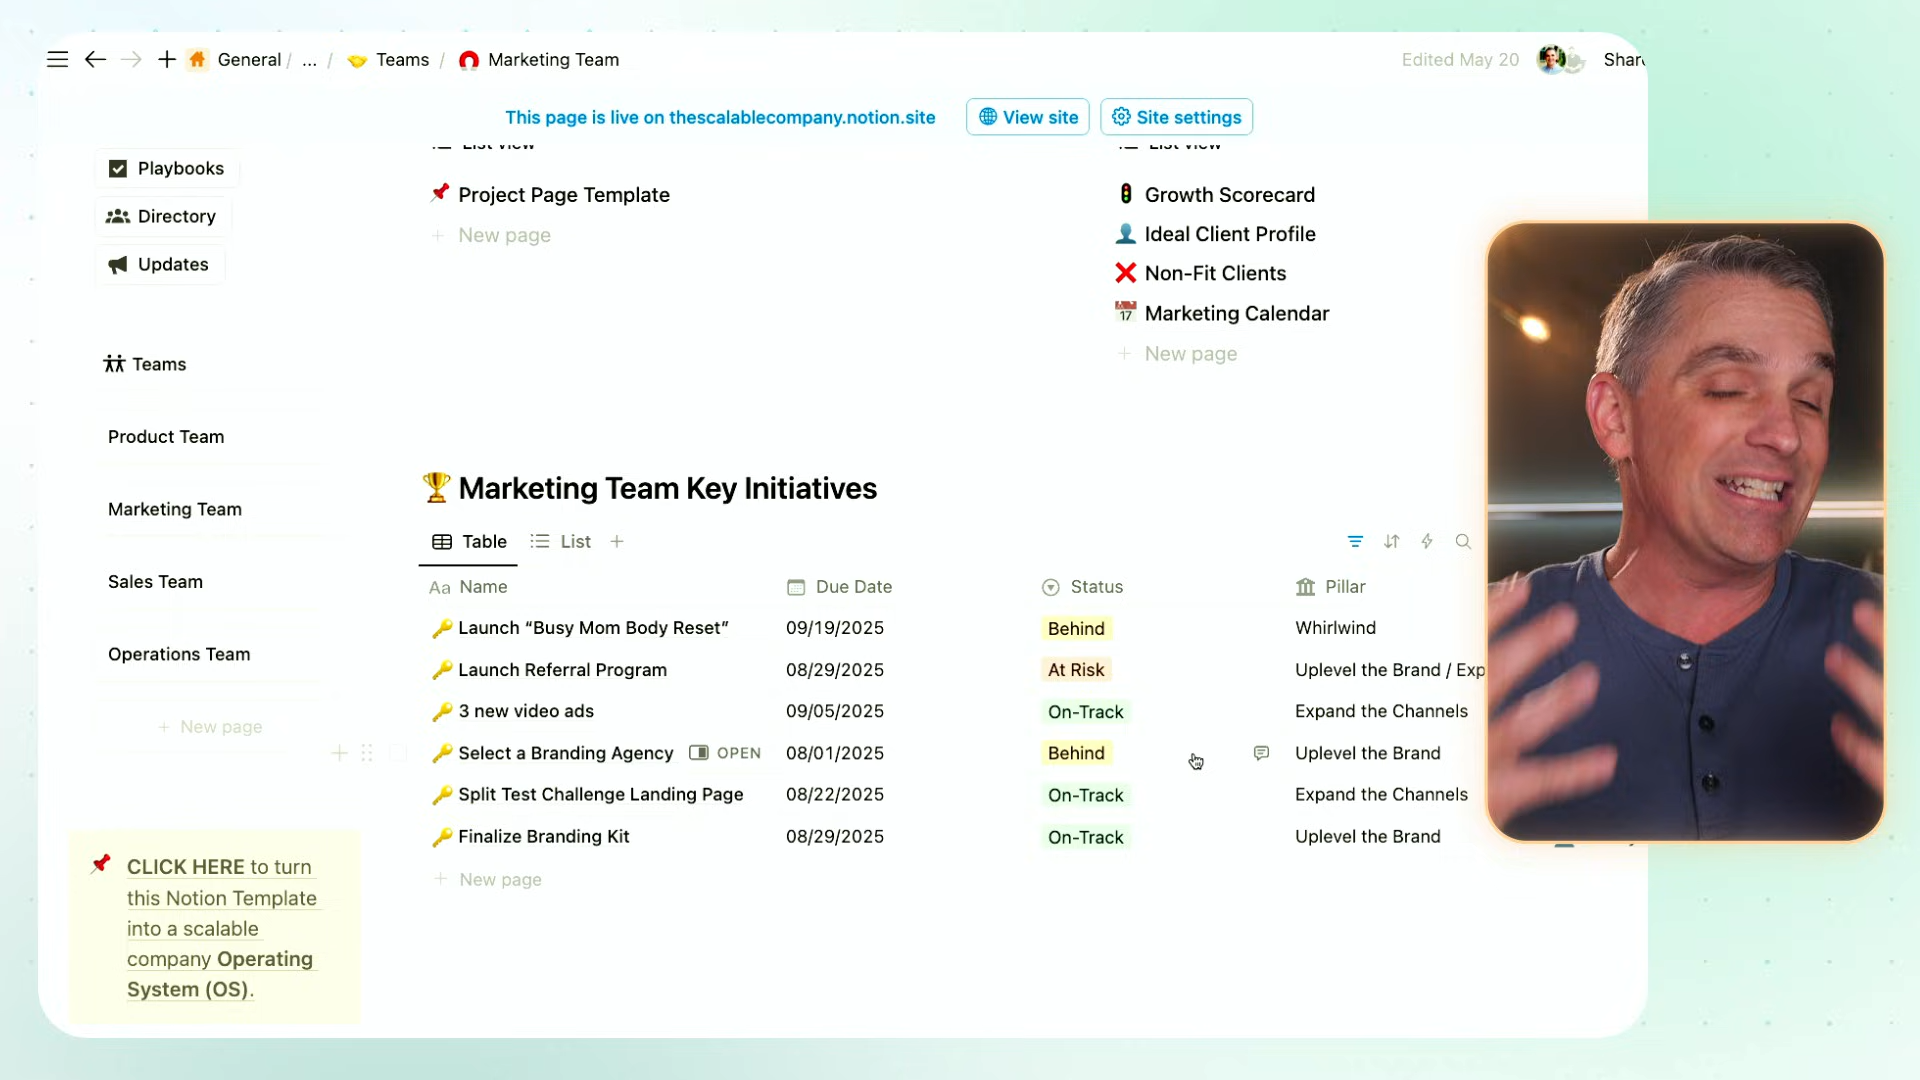 General / ... / Teams / Marketing Team
Edited May 20
This page is live on thescalablecompany.notion.site
View site
Site settings
Playbooks
Directory
Updates
Teams
Product Team
Marketing Team
Sales Team
Operations Team
+ New page
CLICK HERE to turn
this Notion Template
into a scalable
company Operating
System (OS).
List view
Project Page Template
+ New page
List view
Growth Scorecard
Ideal Client Profile
Non-Fit Clients
17 Marketing Calendar
+ New page
Marketing Team Key Initiatives
Table List +
Aa Name Due Date Status Pillar
Launch “Busy Mom Body Reset” 09/19/2025 Behind Whirlwind
Launch Referral Program 08/29/2025 At Risk Uplevel the Brand / Exp
3 new video ads 09/05/2025 On-Track Expand the Channels
Select a Branding Agency OPEN 08/01/2025 Behind Uplevel the Brand
Split Test Challenge Landing Page 08/22/2025 On-Track Expand the Channels
Finalize Branding Kit 08/29/2025 On-Track Uplevel the Brand
+ New page